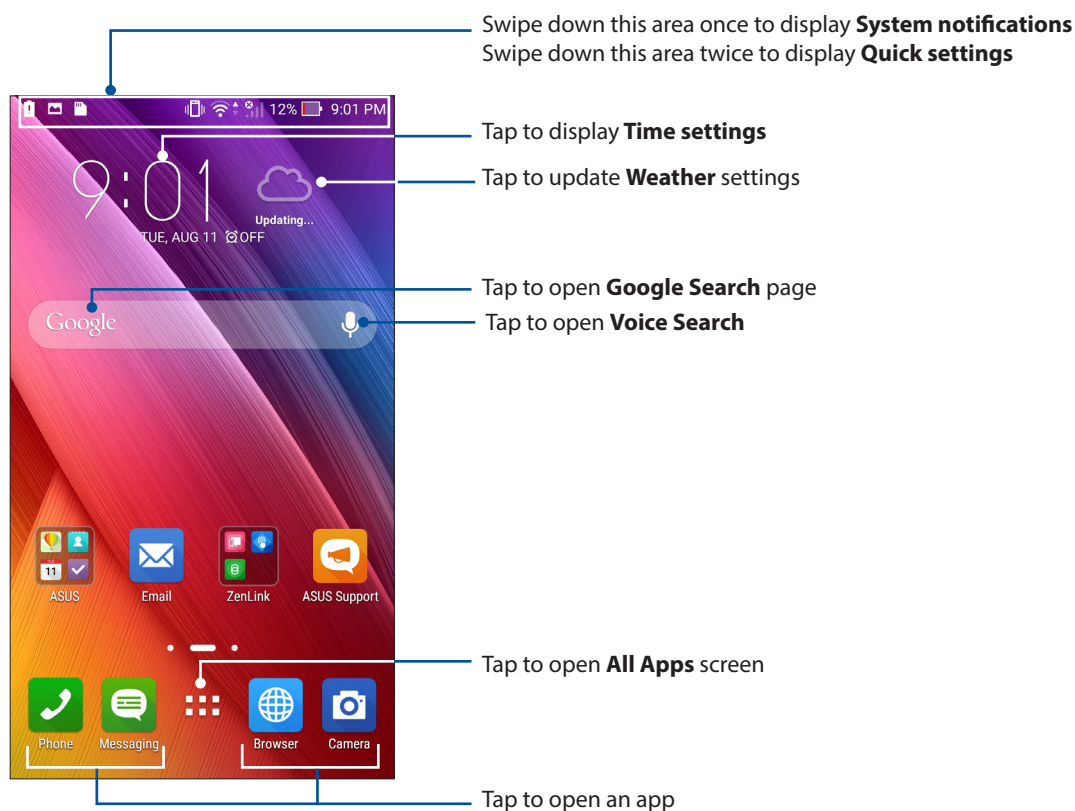 Swipe down this area once to display System notifications
Swipe down this area twice to display Quick settings
12% 9:01 PM
Tap to display Time settings
9:01
Tap to update Weather settings
Updating...
TUE, AUG 11 OFF
Tap to open Google Search page
Google
Tap to open Voice Search
TUE
11
ASUS
Email
ZenLink
ASUS Support
Tap to open All Apps screen
Phone
Messaging
Browser
Camera
Tap to open an app